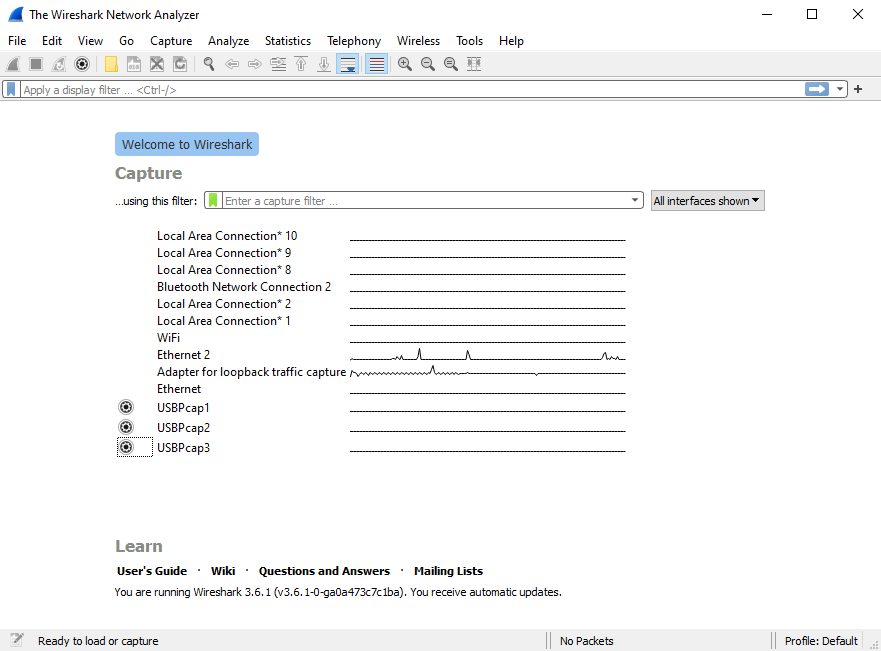 The Wireshark Network Analyzer
File Edit View Go Capture Analyze Statistics Telephony Wireless Tools Help
Apply a display filter ... <Ctrl-/>
Welcome to Wireshark
Capture
...using this filter: Enter a capture filter ... All interfaces shown
Local Area Connection* 10
Local Area Connection* 9
Local Area Connection* 8
Bluetooth Network Connection 2
Local Area Connection* 2
Local Area Connection* 1
WiFi
Ethernet 2
Adapter for loopback traffic capture
Ethernet
USBPcap1
USBPcap2
USBPcap3
Learn
User's Guide · Wiki · Questions and Answers · Mailing Lists
You are running Wireshark 3.6.1 (v3.6.1-0-ga0a473c7c1ba). You receive automatic updates.
Ready to load or capture No Packets Profile: Default